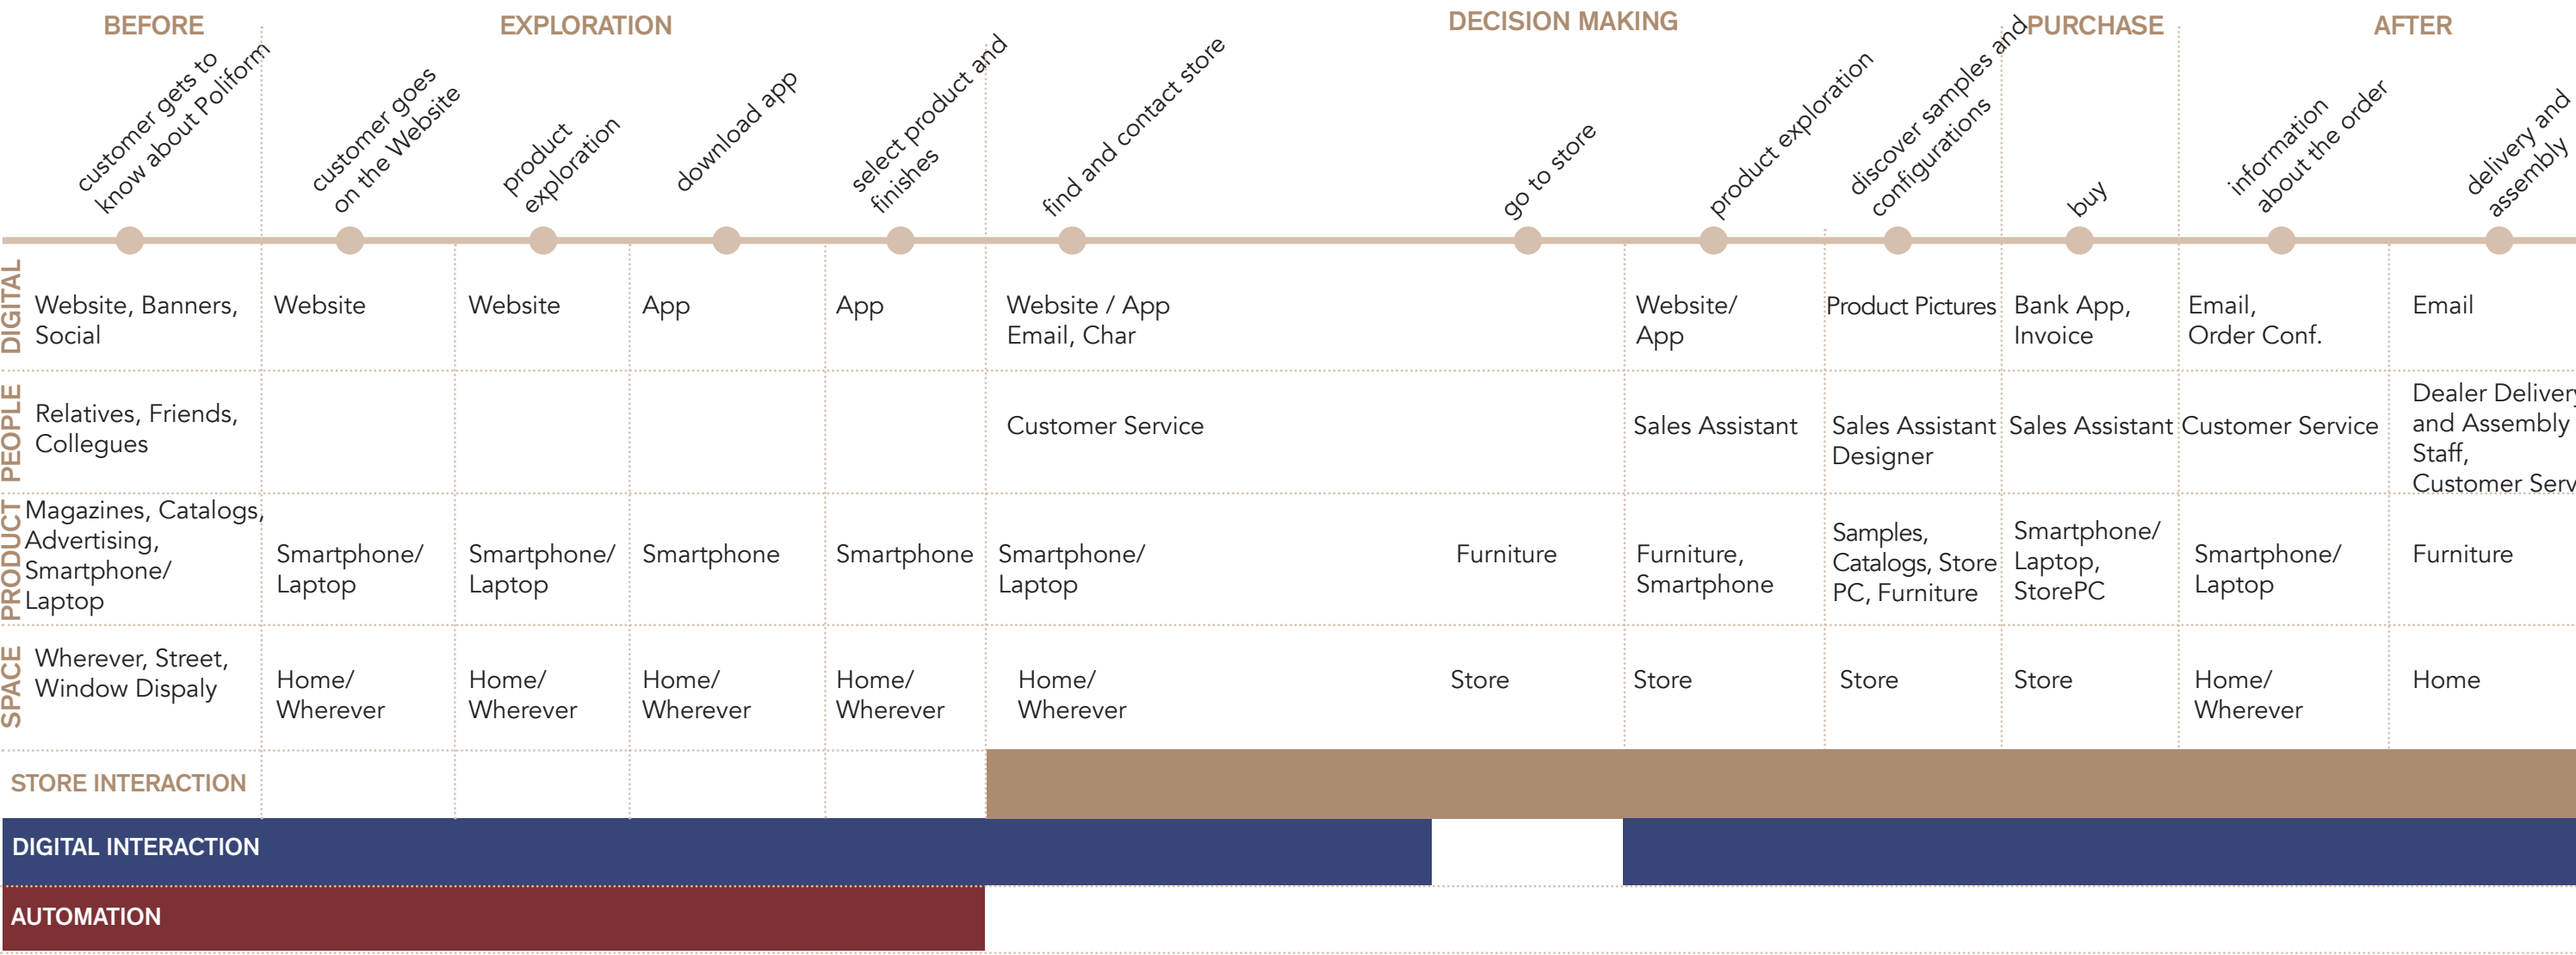 BEFORE
EXPLORATION
DECISION MAKING
PURCHASE
AFTER
customer gets to
know about Poliform
customer goes
on the Website
product
exploration
download app
select product and
finishes
find and contact store
go to store
product exploration
discover samples and
configurations
buy
information
about the order
delivery and
assembly
DIGITAL
Website, Banners,
Social
Website
Website
App
App
Website / App
Email, Char
Website/
App
Product Pictures
Bank App,
Invoice
Email,
Order Conf.
Email
PEOPLE
Relatives, Friends,
Collegues
Customer Service
Sales Assistant
Sales Assistant
Designer
Sales Assistant
Customer Service
Dealer Delivery
and Assembly
Staff,
Customer Serv
PRODUCT
Magazines, Catalogs,
Advertising,
Smartphone/
Laptop
Smartphone/
Laptop
Smartphone/
Laptop
Smartphone
Smartphone
Smartphone/
Laptop
Furniture
Furniture,
Smartphone
Samples,
Catalogs, Store
PC, Furniture
Smartphone/
Laptop,
StorePC
Smartphone/
Laptop
Furniture
SPACE
Wherever, Street,
Window Dispaly
Home/
Wherever
Home/
Wherever
Home/
Wherever
Home/
Wherever
Home/
Wherever
Store
Store
Store
Store
Home/
Wherever
Home
STORE INTERACTION
DIGITAL INTERACTION
AUTOMATION